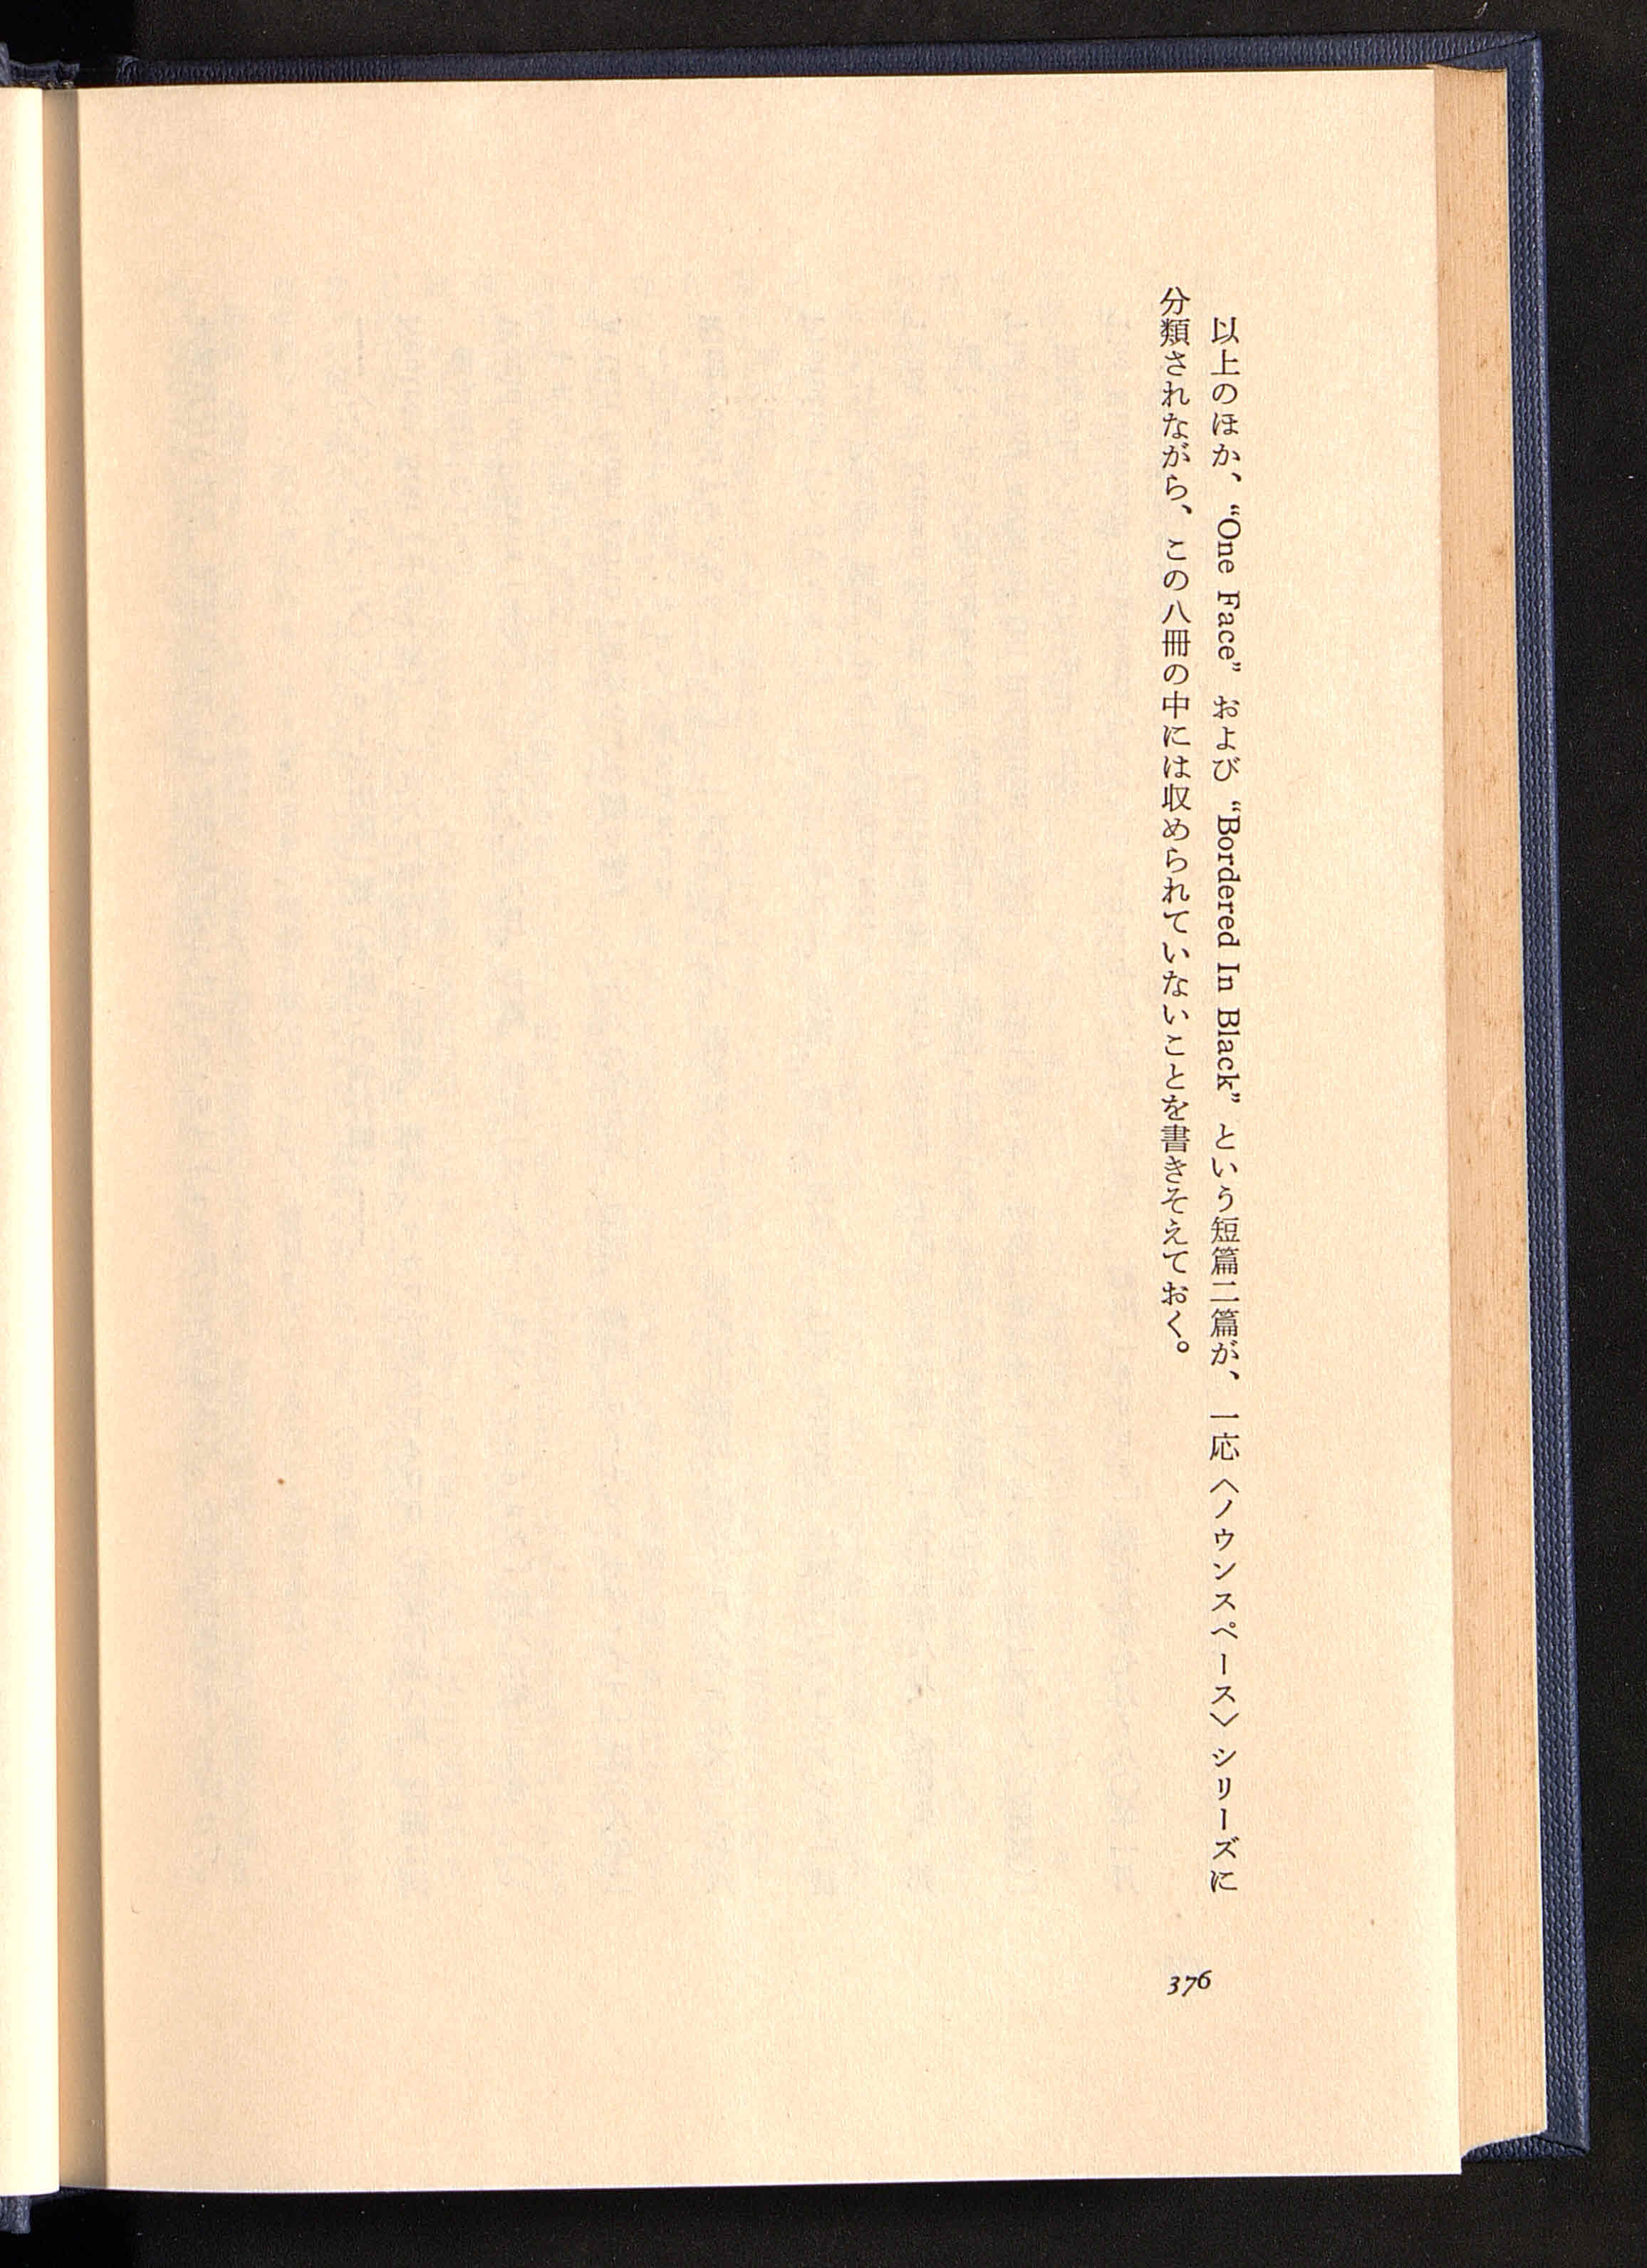 以上のほか、“One Face” および “Bordered In Black” という短篇二篇が、一応〈ノウンスペース〉シリーズに
分類されながら、この八冊の中には収められていないことを書きそえておく。
376